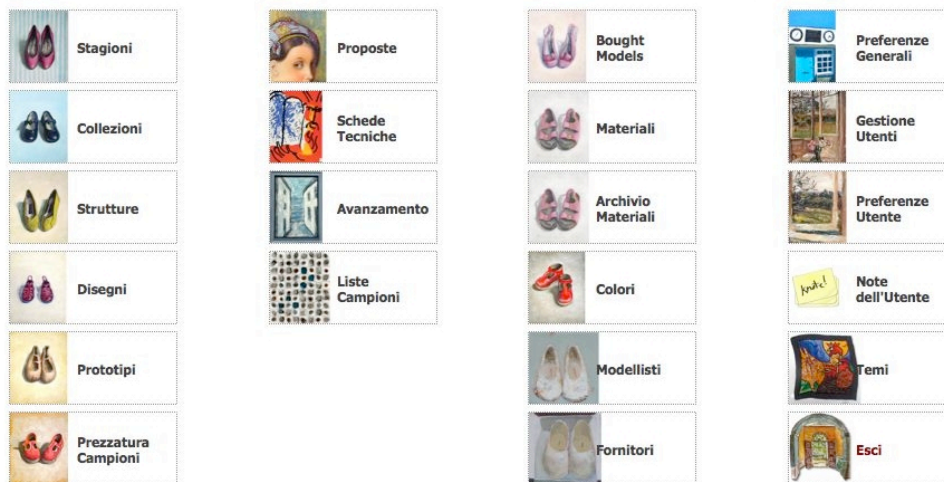 Stagioni
Collezioni
Strutture
Disegni
Prototipi
Prezzatura
Campioni
Proposte
Schede
Tecniche
Avanzamento
Liste
Campioni
Bought
Models
Materiali
Archivio
Materiali
Colori
Modellisti
Fornitori
Preferenze
Generali
Gestione
Utenti
Preferenze
Utente
Note
dell'Utente
Temi
Esci